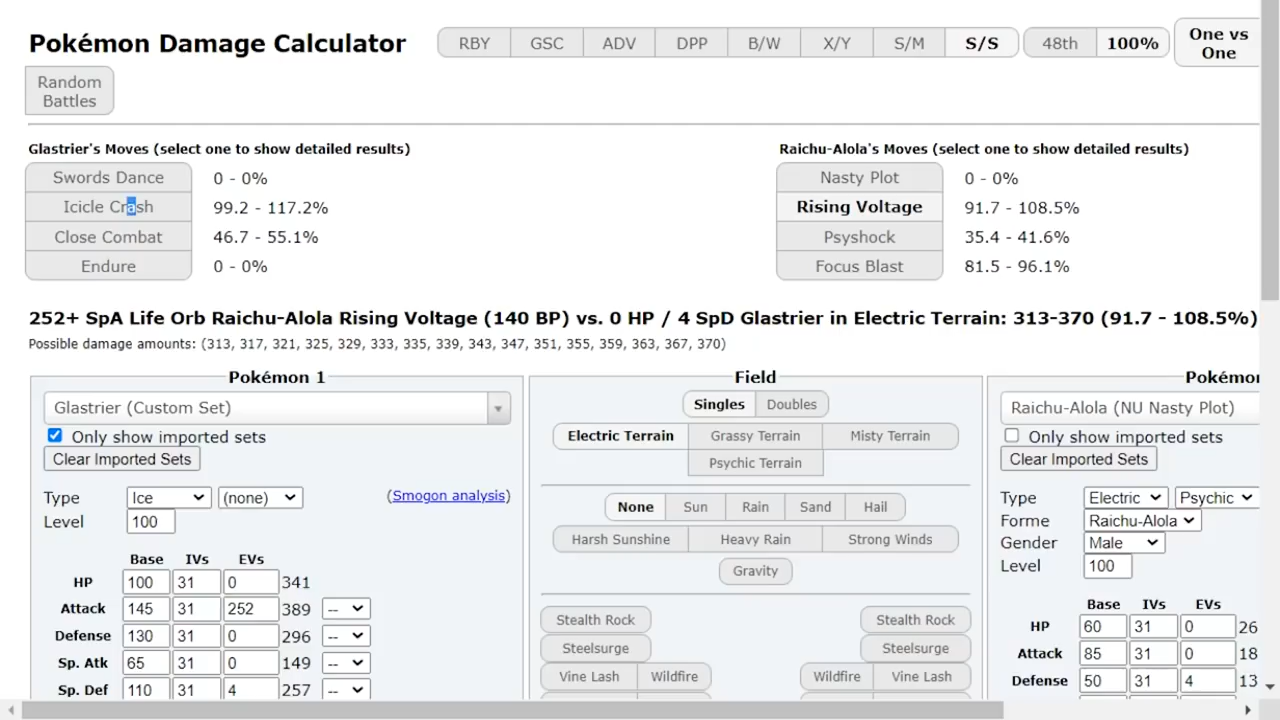 Pokémon Damage Calculator RBY GSC ADV DPP B/W X/Y S/M S/S 48th 100% One vs One
Random Battles
Glastrier's Moves (select one to show detailed results) Raichu-Alola's Moves (select one to show detailed results)
Swords Dance 0 - 0% Nasty Plot 0 - 0%
Icicle Crash 99.2 - 117.2% Rising Voltage 91.7 - 108.5%
Close Combat 46.7 - 55.1% Psyshock 35.4 - 41.6%
Endure 0 - 0% Focus Blast 81.5 - 96.1%
252+ SpA Life Orb Raichu-Alola Rising Voltage (140 BP) vs. 0 HP / 4 SpD Glastrier in Electric Terrain: 313-370 (91.7 - 108.5%)
Possible damage amounts: (313, 317, 321, 325, 329, 333, 335, 339, 343, 347, 351, 355, 359, 363, 367, 370)
Pokémon 1
Glastrier (Custom Set)
Only show imported sets
Clear Imported Sets
Type Ice (none) (Smogon analysis)
Level 100
Base IVs EVs
HP 100 31 0 341
Attack 145 31 252 389 --
Defense 130 31 0 296 --
Sp. Atk 65 31 0 149 --
Sp. Def 110 31 4 257 --
Field
Singles Doubles
Electric Terrain Grassy Terrain Misty Terrain
Psychic Terrain
None Sun Rain Sand Hail
Harsh Sunshine Heavy Rain Strong Winds
Gravity
Stealth Rock Stealth Rock
Steelsurge Steelsurge
Vine Lash Wildfire Wildfire Vine Lash
Pokémo
Raichu-Alola (NU Nasty Plot)
Only show imported sets
Clear Imported Sets
Type Electric Psychic
Forme Raichu-Alola
Gender Male
Level 100
Base IVs EVs
HP 60 31 0 26
Attack 85 31 0 18
Defense 50 31 4 13